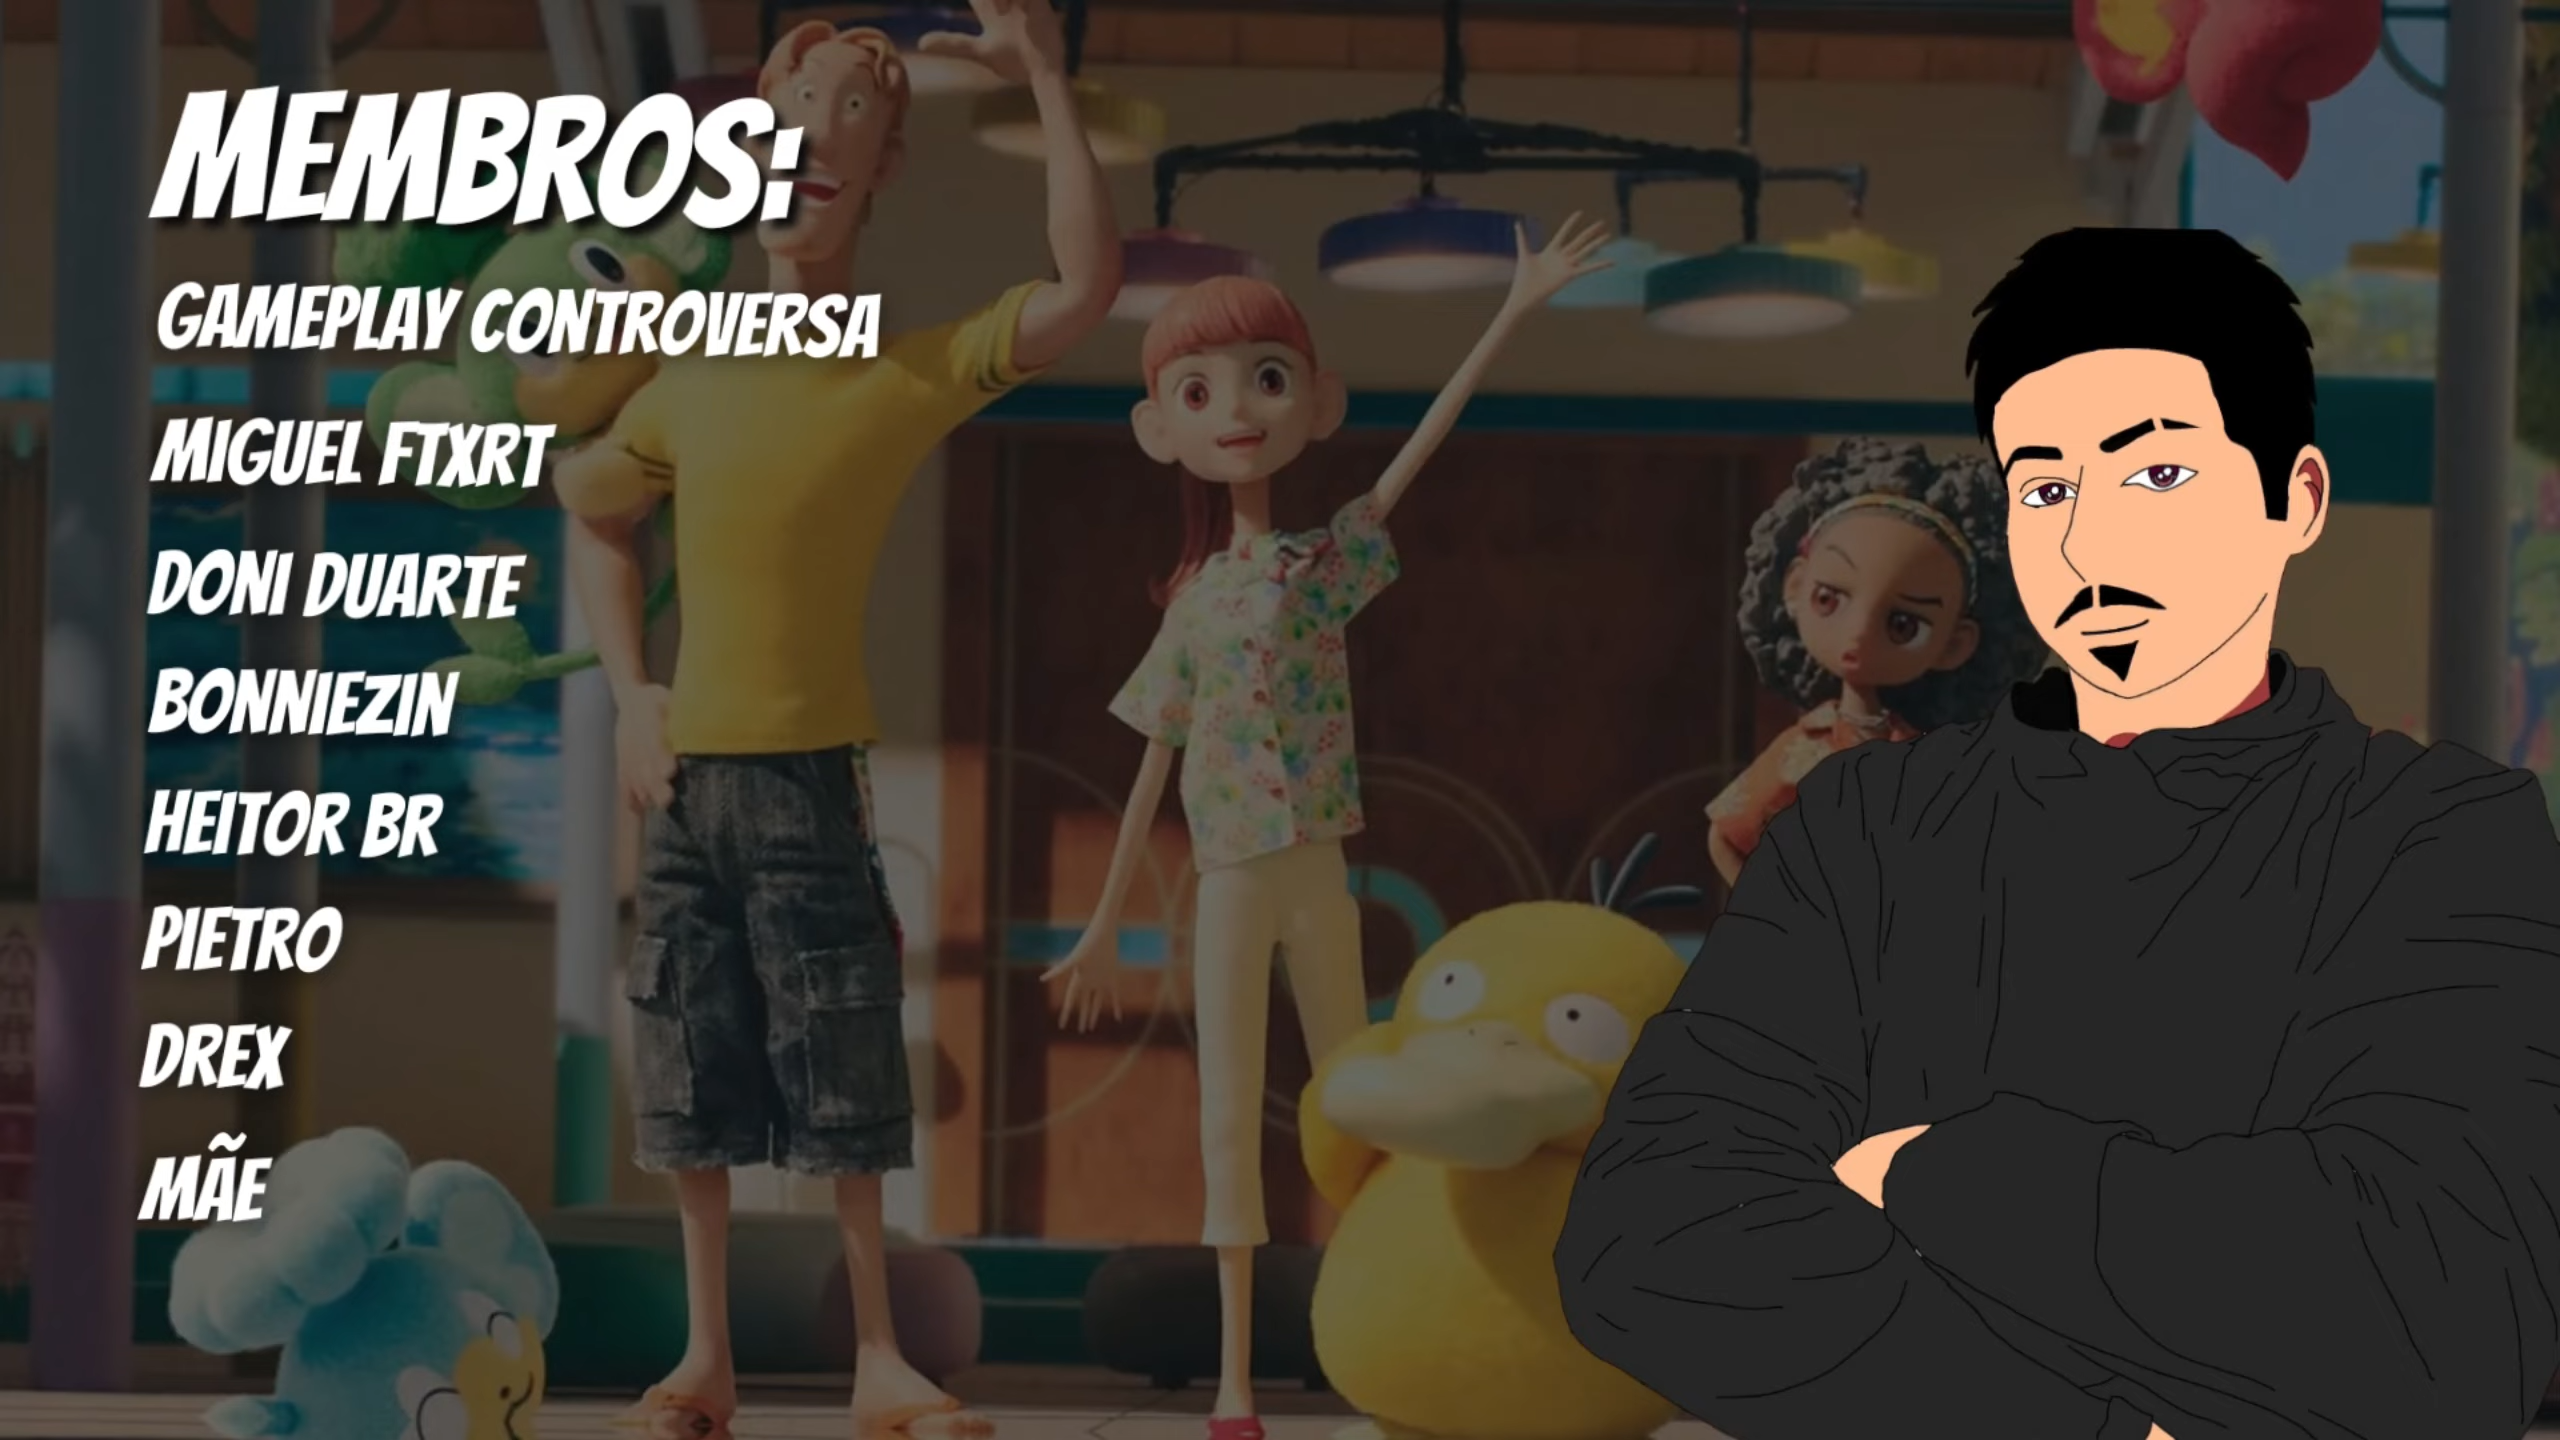 MEMBROS:
GAMEPLAY CONTROVERSA
MIGUEL FTXRT
DONI DUARTE
BONNIEZIN
HEITOR BR
PIETRO
DREX
MÃE